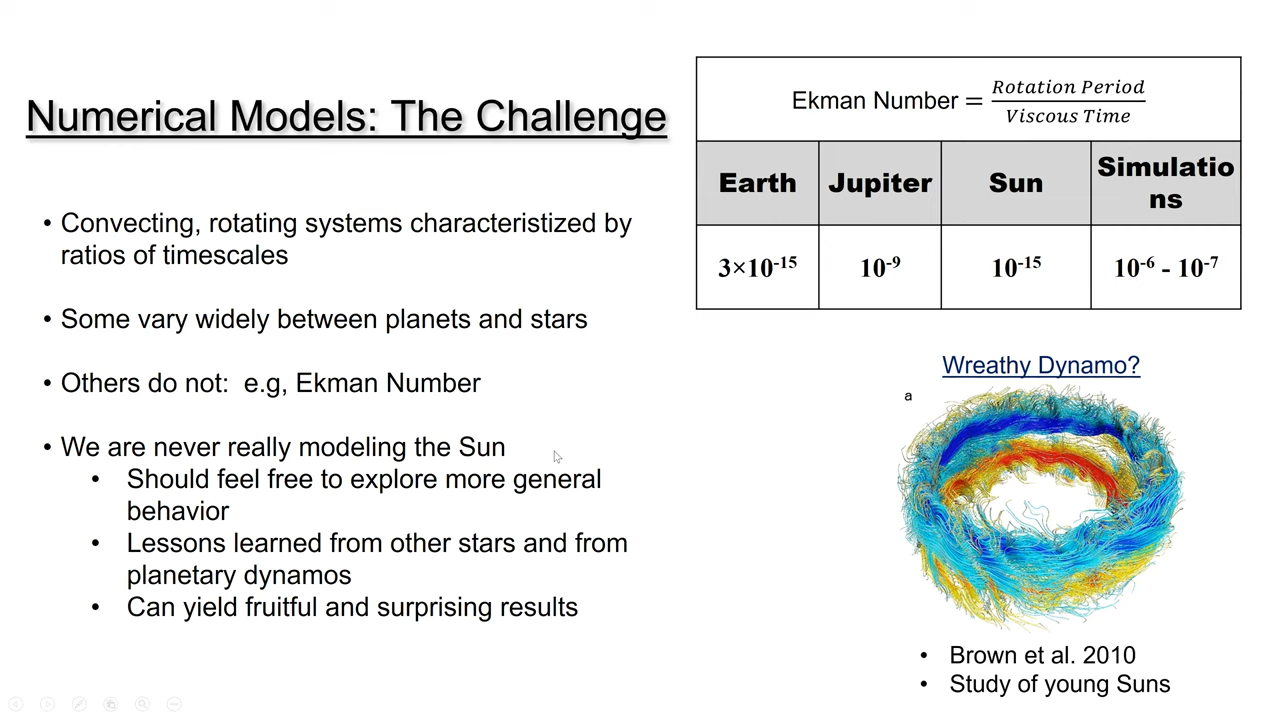 Numerical Models: The Challenge
• Convecting, rotating systems characteristized by
ratios of timescales
• Some vary widely between planets and stars
• Others do not:  e.g, Ekman Number
• We are never really modeling the Sun
• Should feel free to explore more general
behavior
• Lessons learned from other stars and from
planetary dynamos
• Can yield fruitful and surprising results
Ekman Number = Rotation Period / Viscous Time
Earth Jupiter Sun Simulatio
ns
3×10⁻¹⁵ 10⁻⁹ 10⁻¹⁵ 10⁻⁶ - 10⁻⁷
Wreathy Dynamo?
a
• Brown et al. 2010
• Study of young Suns